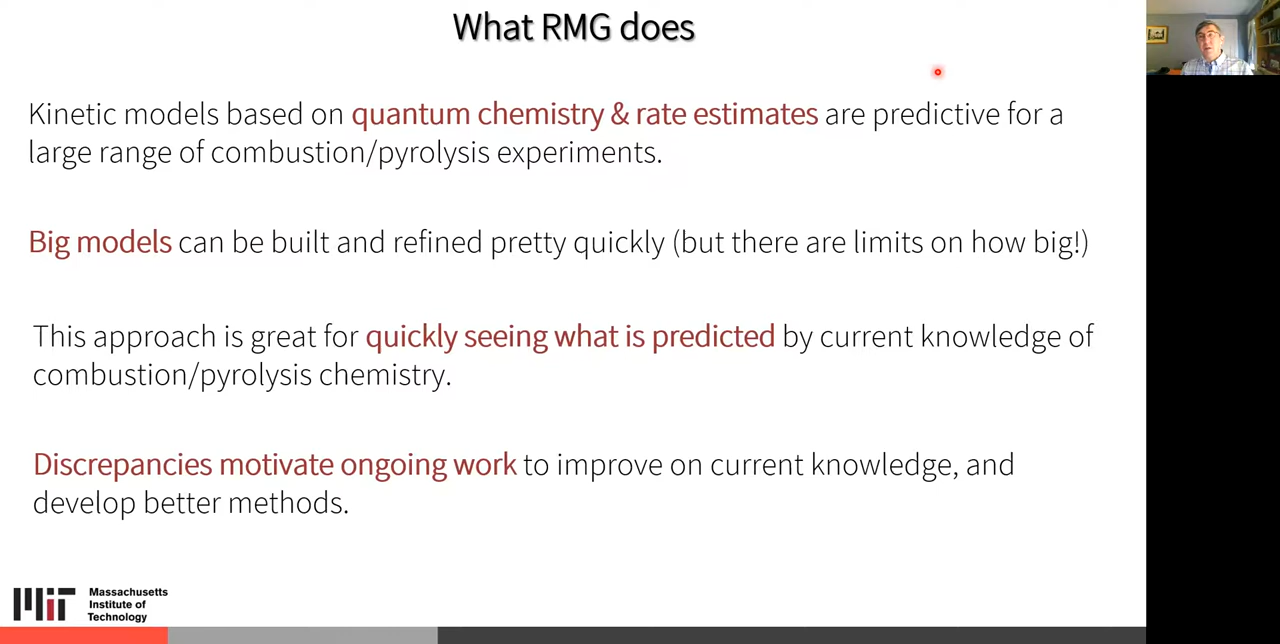 What RMG does
Kinetic models based on quantum chemistry & rate estimates are predictive for a
large range of combustion/pyrolysis experiments.
Big models can be built and refined pretty quickly (but there are limits on how big!)
This approach is great for quickly seeing what is predicted by current knowledge of
combustion/pyrolysis chemistry.
Discrepancies motivate ongoing work to improve on current knowledge, and
develop better methods.
MIT
Massachusetts
Institute of
Technology